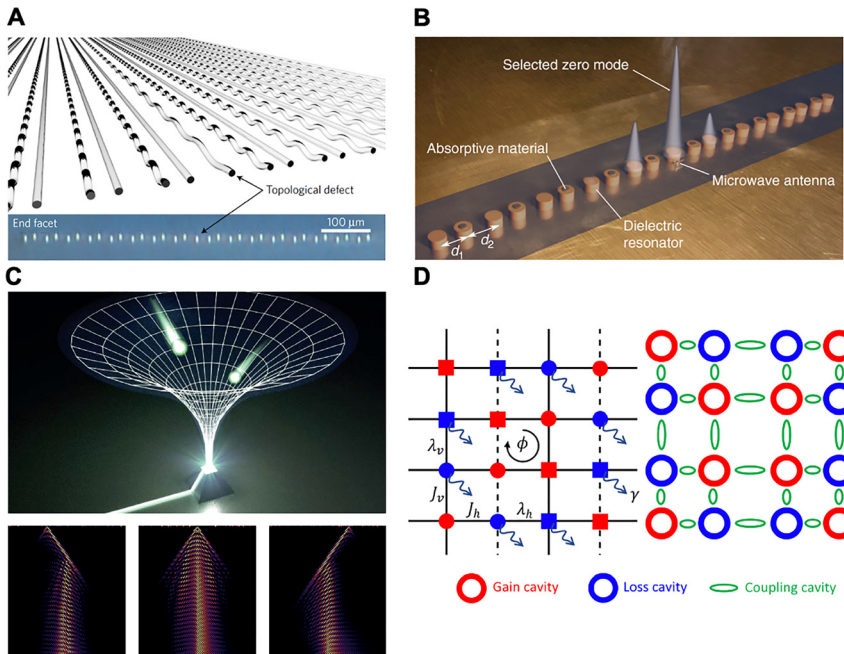 A
Topological defect
End facet
100 μm
B
Selected zero mode
Absorptive material
Microwave antenna
Dielectric
resonator
d₁
d₂
C
D
λᵥ
ϕ
Jᵥ
Jₕ
λₕ
γ
Gain cavity
Loss cavity
Coupling cavity